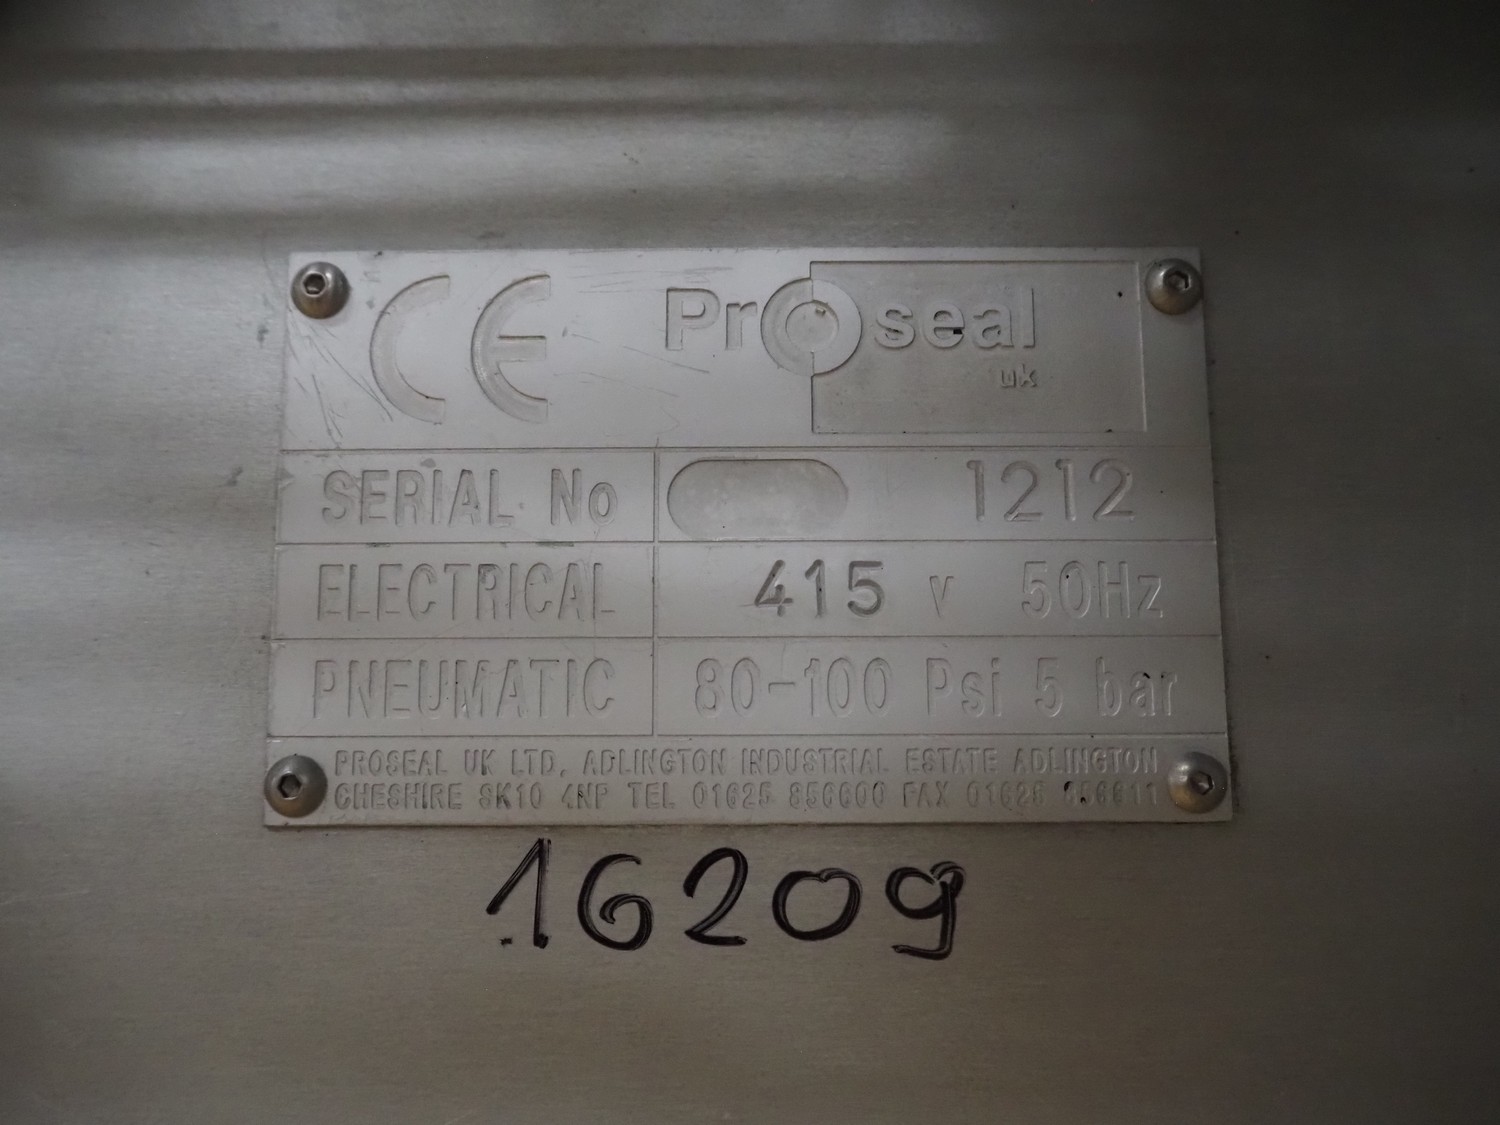 CE Proseal
uk
SERIAL No 1212
ELECTRICAL 415 v 50Hz
PNEUMATIC 80-100 Psi 5 bar
PROSEAL UK LTD, ADLINGTON INDUSTRIAL ESTATE ADLINGTON
CHESHIRE SK10 4NP TEL 01625 856600 FAX 01625 856611
16209